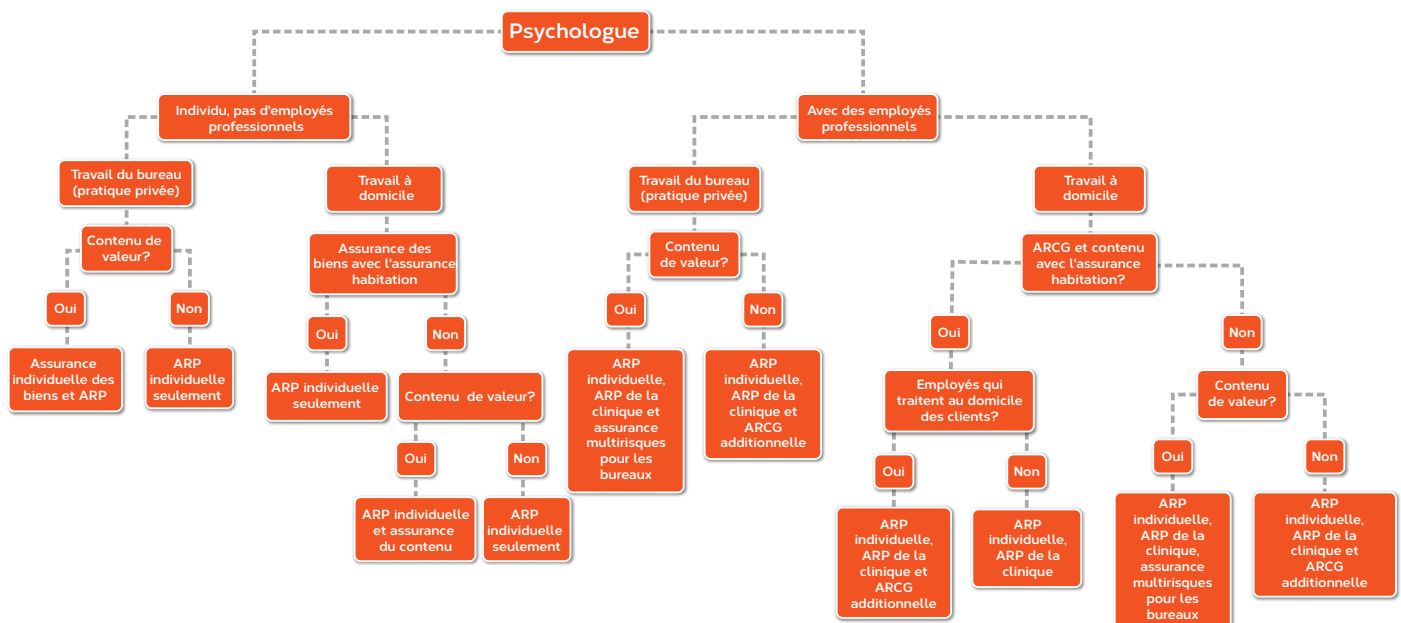 Psychologue
Individu, pas d'employés
professionnels
Avec des employés
professionnels
Travail du bureau
(pratique privée)
Travail à
domicile
Travail du bureau
(pratique privée)
Travail à
domicile
Contenu de
valeur?
Assurance des
biens avec l'assurance
habitation
Contenu
de valeur?
ARCG et contenu
avec l'assurance
habitation?
Oui
Non
Oui
Non
Oui
Non
Oui
Non
Assurance
individuelle des
biens et ARP
ARP
individuelle
seulement
ARP individuelle
seulement
Contenu de valeur?
ARP
individuelle,
ARP de la
clinique et
assurance
multirisques
pour les
bureaux
ARP
individuelle,
ARP de la
clinique et
ARCG
additionnelle
Employés qui
traitent au domicile
des clients?
Contenu
de valeur?
Oui
Non
Oui
Non
Oui
Non
ARP individuelle
et assurance
du contenu
ARP
individuelle
seulement
ARP
individuelle,
ARP de la
clinique et
ARCG
additionnelle
ARP
individuelle,
ARP de la
clinique
ARP
individuelle,
ARP de la
clinique,
assurance
multirisques
pour les
bureaux
ARP
individuelle,
ARP de la
clinique et
ARCG
additionnelle